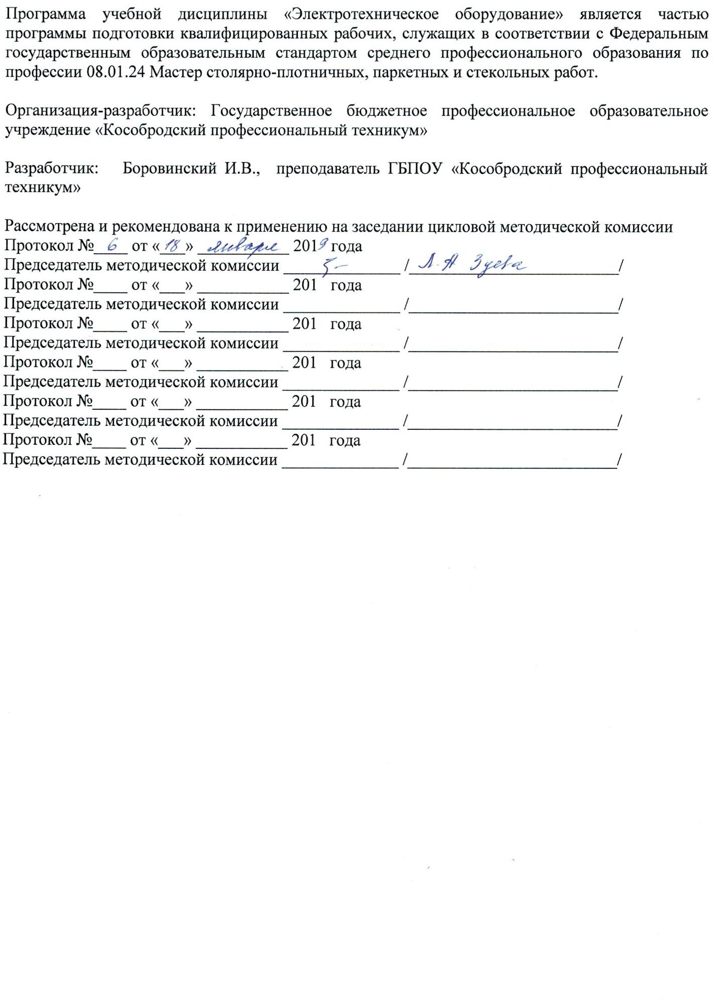 Программа учебной дисциплины «Электротехническое оборудование» является частью
программы подготовки квалифицированных рабочих, служащих в соответствии с Федеральным
государственным образовательным стандартом среднего профессионального образования по
профессии 08.01.24 Мастер столярно-плотничных, паркетных и стекольных работ.
Организация-разработчик: Государственное бюджетное профессиональное образовательное
учреждение «Кособродский профессиональный техникум»
Разработчик: Боровинский И.В., преподаватель ГБПОУ «Кособродский профессиональный
техникум»
Рассмотрена и рекомендована к применению на заседании цикловой методической комиссии
Протокол № 6 от «18» января 2019 года
Председатель методической комиссии ______________ / Л.А Зуева /
Протокол №____ от «___» ___________ 201 года
Председатель методической комиссии ______________ /_________________________/
Протокол №____ от «___» ___________ 201 года
Председатель методической комиссии ______________ /_________________________/
Протокол №____ от «___» ___________ 201 года
Председатель методической комиссии ______________ /_________________________/
Протокол №____ от «___» ___________ 201 года
Председатель методической комиссии ______________ /_________________________/
Протокол №____ от «___» ___________ 201 года
Председатель методической комиссии ______________ /_________________________/